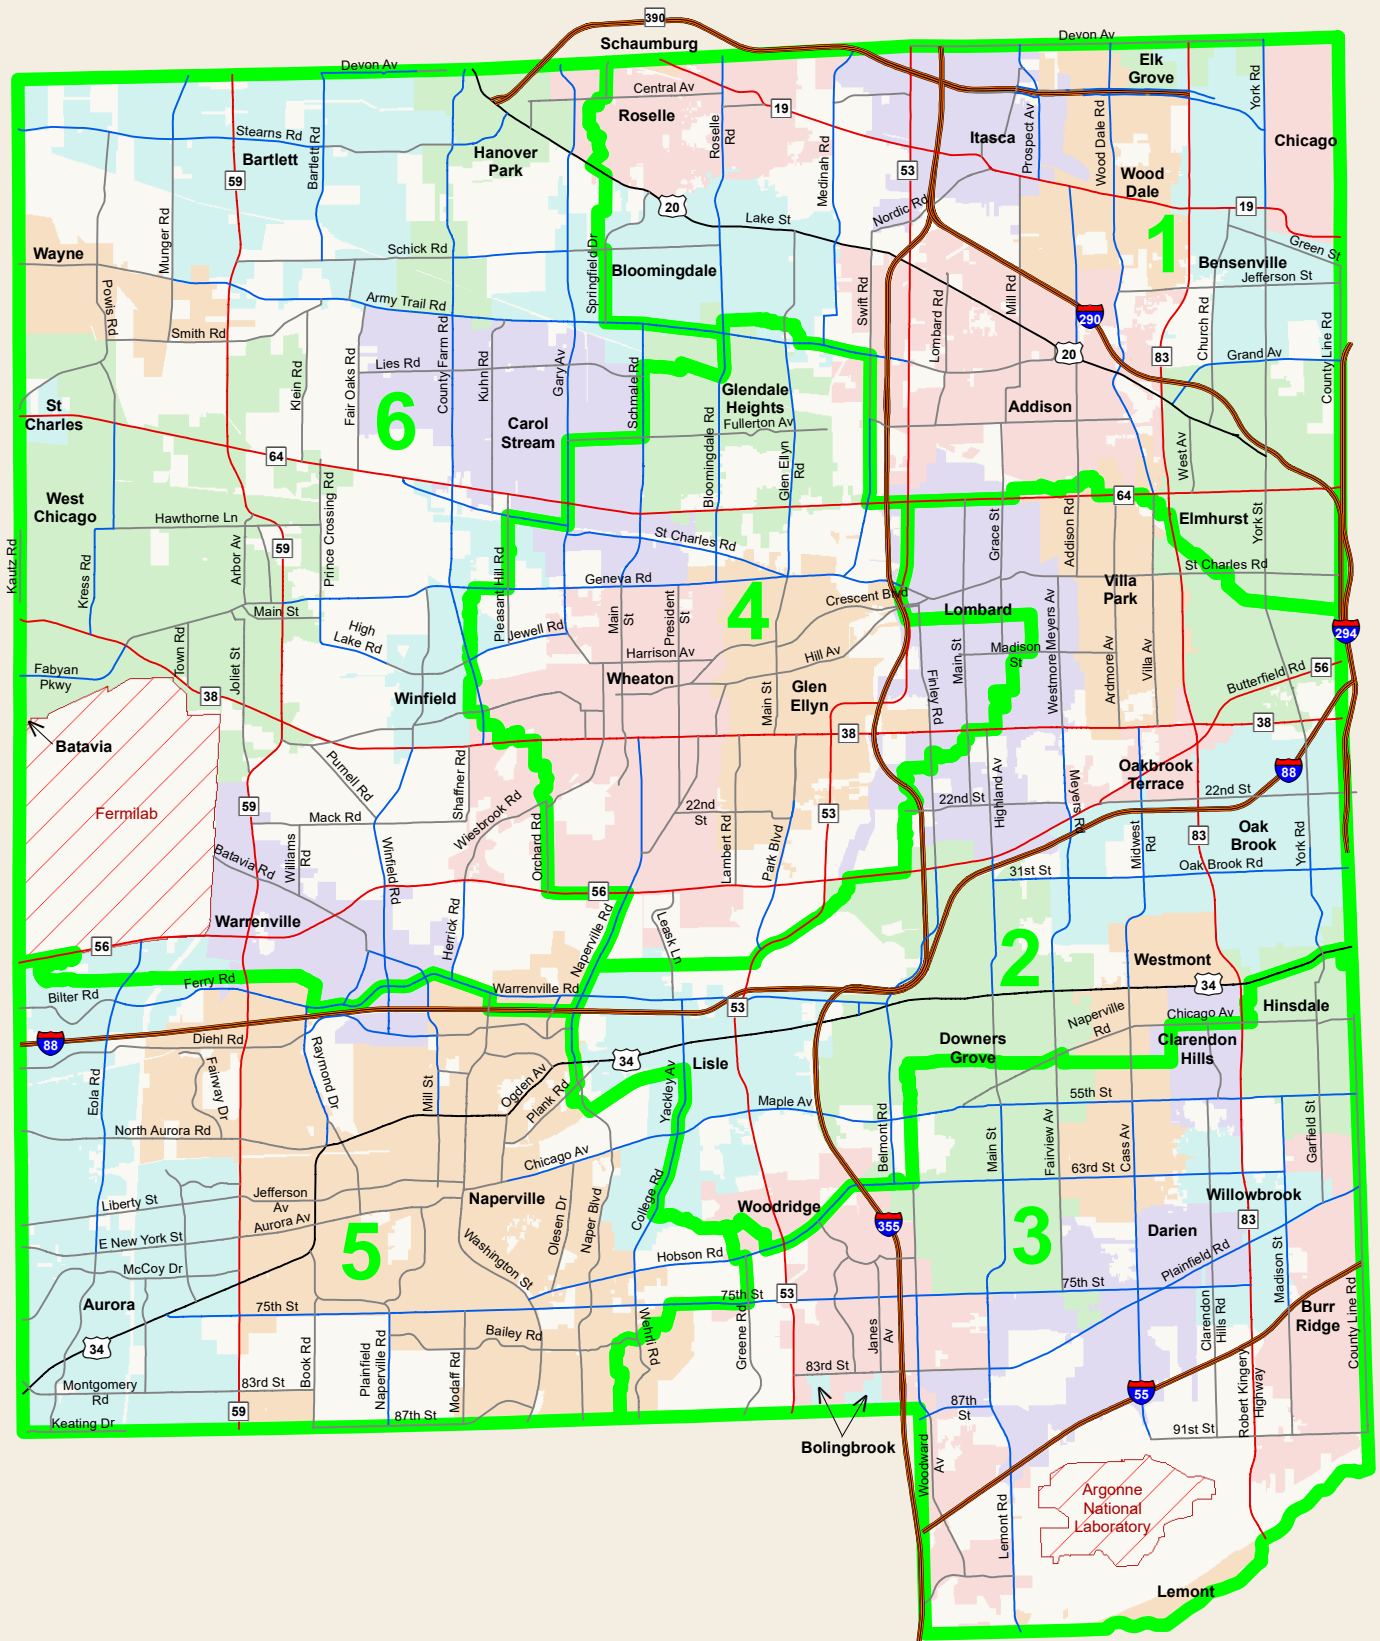 390
Schaumburg
Devon Av
Devon Av
Elk
Grove
York Rd
Central Av
Roselle
19
Roselle
Rd
Stearns Rd
Bartlett
Bartlett Rd
Hanover
Park
Medinah Rd
Itasca
Prospect Av
Wood Dale Rd
Chicago
59
53
Wood
Dale
20
Lake St
Nordic Rd
19
Munger Rd
Wayne
Schick Rd
Springfield Dr
Bloomingdale
1
Green St
Bensenville
Jefferson St
Powis Rd
Army Trail Rd
Swift Rd
Lombard Rd
Mill Rd
290
Church Rd
County Line Rd
Smith Rd
Klein Rd
Fair Oaks Rd
Lies Rd
County Farm Rd
Kuhn Rd
Gary Av
Schmale Rd
20
83
Grand Av
St
Charles
6
Carol
Stream
Glendale
Heights
Fullerton Av
Addison
64
Bloomingdale Rd
Glen Ellyn
Rd
West Av
West
Chicago
Prince Crossing Rd
64
Hawthorne Ln
Elmhurst
York St
Kautz Rd
Kress Rd
Arbor Av
59
Pleasant Hill Rd
St Charles Rd
Grace St
Addison Rd
St Charles Rd
Geneva Rd
Villa
Park
Main St
4
Crescent Blvd
Lombard
Main
St
President
St
Westmore Meyers Av
294
High
Lake Rd
Jewell Rd
Town Rd
Joliet St
Harrison Av
Hill Av
Main St
Madison
St
Ardmore Av
Villa Av
Fabyan
Pkwy
38
Winfield
Wheaton
Glen
Ellyn
Main St
Finley Rd
Butterfield Rd
56
38
38
Batavia
Purnell Rd
Shaffner Rd
Highland Av
Meyers Rd
Oakbrook
Terrace
88
Fermilab
59
Mack Rd
Wiesbrook Rd
22nd
St
53
22nd St
22nd St
Orchard Rd
Lambert Rd
Park Blvd
Midwest
Rd
83
Oak
Brook
York Rd
Batavia Rd
Williams
Rd
Winfield Rd
31st St
Oak Brook Rd
56
Warrenville
Herrick Rd
Naperville Rd
Leask Ln
2
56
Westmont
Ferry Rd
Bilter Rd
Warrenville Rd
53
34
Hinsdale
Naperville
Rd
Chicago Av
88
Diehl Rd
Downers
Grove
Clarendon
Hills
Raymond Dr
34
Lisle
Fairway Dr
Eola Rd
Mill St
Ogden Av
Plank Rd
Yackley Av
Maple Av
55th St
Belmont Rd
Main St
Fairview Av
Cass Av
Garfield St
North Aurora Rd
Chicago Av
63rd St
Liberty St
Jefferson
Av
Aurora Av
Naperville
College Rd
Woodridge
Willowbrook
Olesen Dr
Naper Blvd
355
83
E New York St
5
Washington St
3
Darien
McCoy Dr
Hobson Rd
Plainfield Rd
Madison St
Aurora
75th St
75th St
53
75th St
Burr
Ridge
34
Bailey Rd
Wehrli Rd
Greene Rd
Janes
Av
Clarendon
Hills Rd
County Line Rd
Book Rd
Plainfield
Naperville Rd
Modaff Rd
83rd St
Montgomery
Rd
83rd St
59
87th St
Keating Dr
87th
St
55
Robert Kingery
Highway
91st St
Bolingbrook
Woodward
Av
Lemont Rd
Argonne
National
Laboratory
Lemont